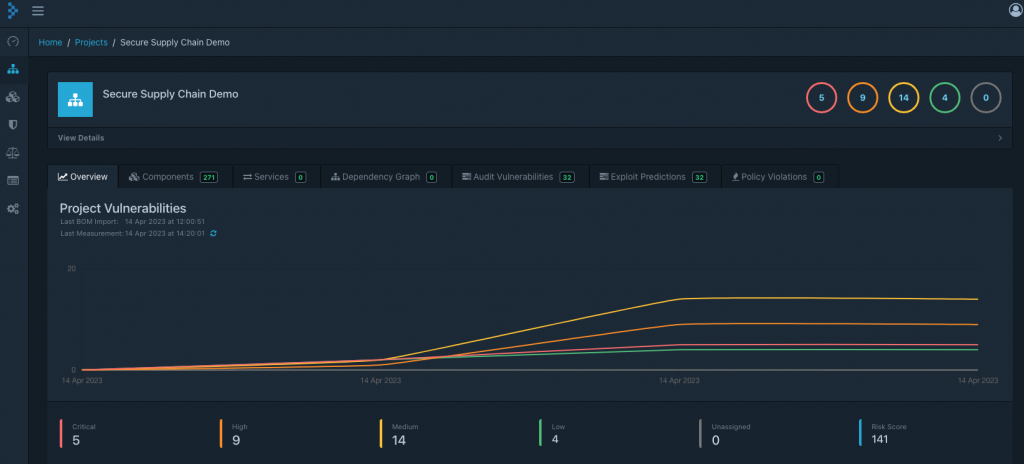 Home / Projects / Secure Supply Chain Demo
Secure Supply Chain Demo
5 9 14 4 0
View Details
Overview Components 271 Services 0 Dependency Graph 0 Audit Vulnerabilities 32 Exploit Predictions 32 Policy Violations 0
Project Vulnerabilities
Last BOM Import: 14 Apr 2023 at 12:00:51
Last Measurement: 14 Apr 2023 at 14:20:01
20
0
14 Apr 2023 14 Apr 2023 14 Apr 2023 14 Apr 2023
Critical High Medium Low Unassigned Risk Score
5 9 14 4 0 141